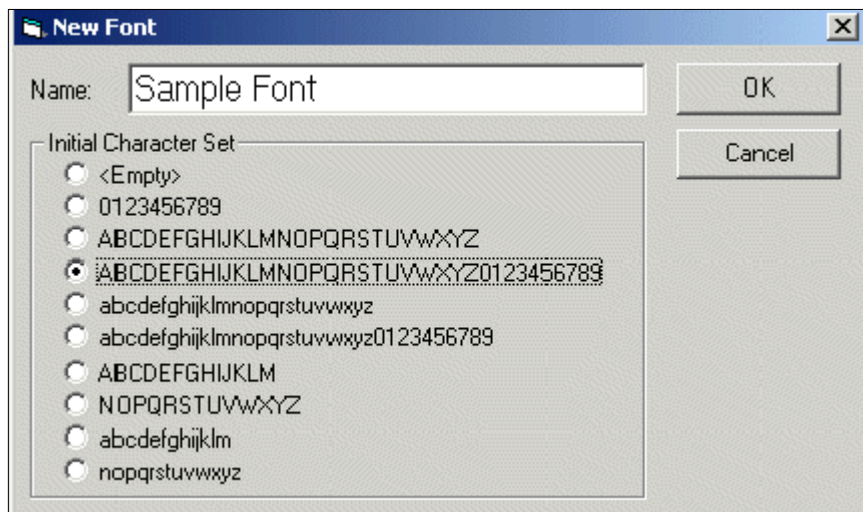 New Font
Name: Sample Font OK
Initial Character Set Cancel
<Empty>
0123456789
ABCDEFGHIJKLMNOPQRSTUVWXYZ
ABCDEFGHIJKLMNOPQRSTUVWXYZ0123456789
abcdefghijklmnopqrstuvwxyz
abcdefghijklmnopqrstuvwxyz0123456789
ABCDEFGHIJKLM
NOPQRSTUVWXYZ
abcdefghijklm
nopqrstuvwxyz